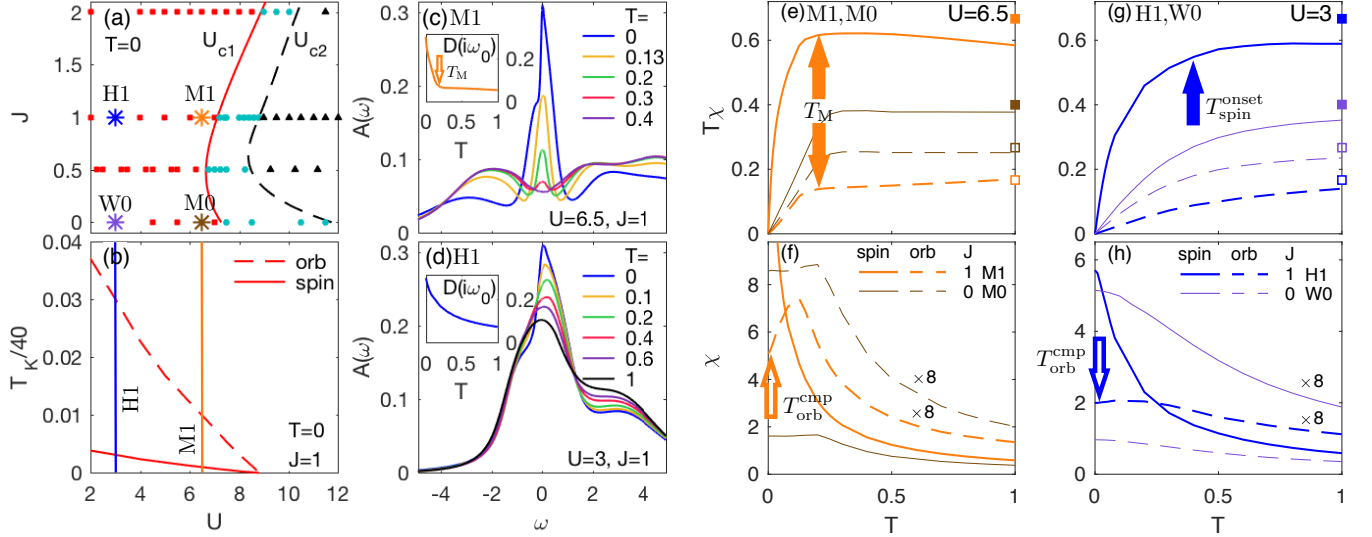 (a)
T=0
U_c1
U_c2
H1
M1
W0
M0
J
2
1.5
1
0.5
0
(b)
orb
spin
H1
M1
T=0
J=1
T_K/40
0.04
0.03
0.02
0.01
0
2 4 6 8 10 12
U
(c) M1
T=
0
0.13
0.2
0.3
0.4
D(iω_0)
T_M
0.2
0
0 0.5 1
T
A(ω)
0.3
0.2
0.1
0
U=6.5, J=1
(d) H1
T=
0
0.1
0.2
0.4
0.6
1
D(iω_0)
0.2
0
0 0.5 1
T
A(ω)
0.3
0.2
0.1
0
U=3, J=1
-4 -2 0 2 4
ω
(e) M1,M0
U=6.5
T_M
Tχ
0.6
0.4
0.2
0
(f)
spin orb J
1 M1
0 M0
×8
×8
T_orb^cmp
χ
8
6
4
2
0
0 0.5 1
T
(g) H1,W0
U=3
T_spin^onset
0.6
0.4
0.2
0
(h)
spin orb J
1 H1
0 W0
×8
×8
T_orb^cmp
6
4
2
0
0 0.5 1
T